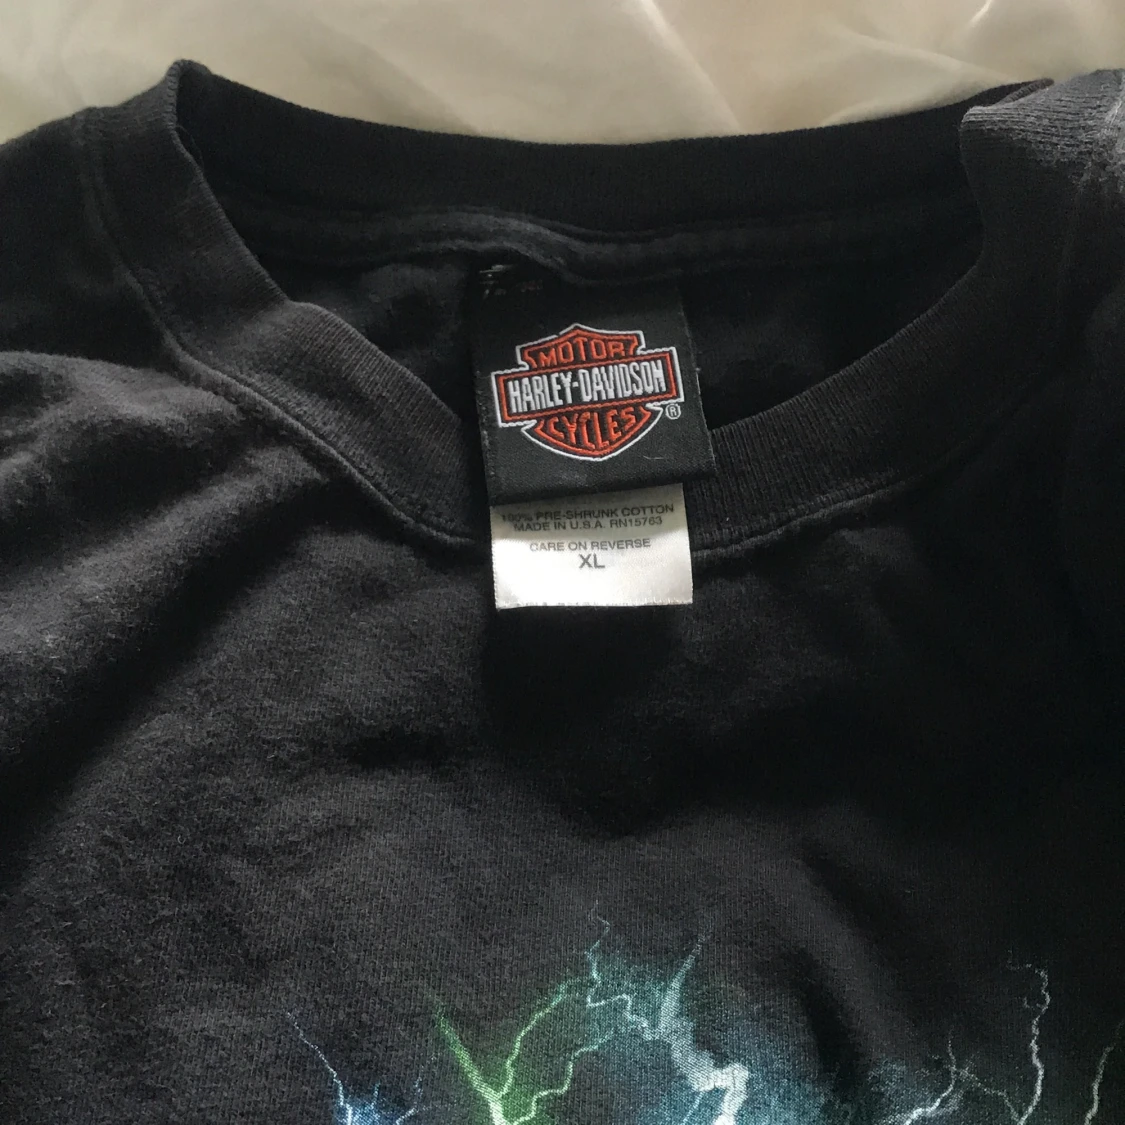 MOTOR
HARLEY-DAVIDSON
CYCLES
®
100% PRE-SHRUNK COTTON
MADE IN U.S.A. RN15763
CARE ON REVERSE
XL